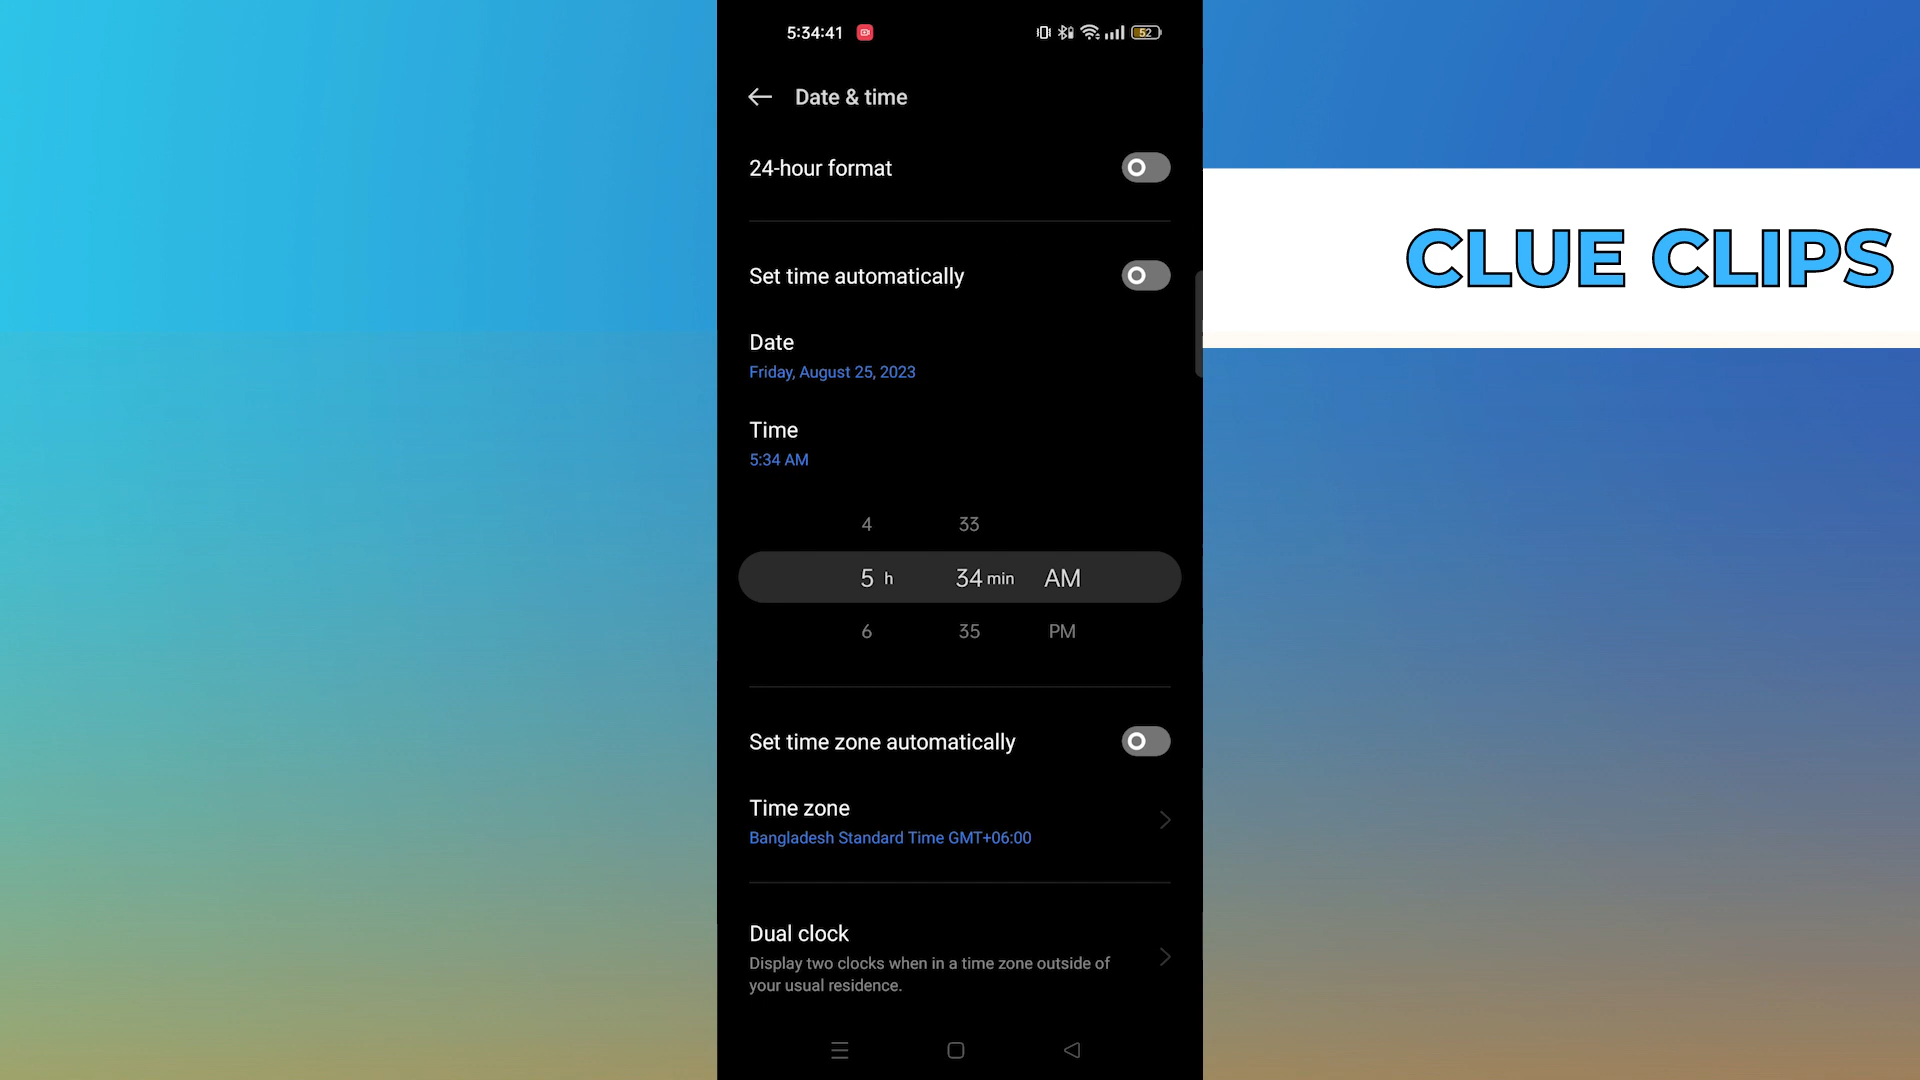 5:34:41
52
Date & time
24-hour format
CLUE CLIPS
Set time automatically
Date
Friday, August 25, 2023
Time
5:34 AM
4 33
5 h 34 min AM
6 35 PM
Set time zone automatically
Time zone
Bangladesh Standard Time GMT+06:00
Dual clock
Display two clocks when in a time zone outside of
your usual residence.